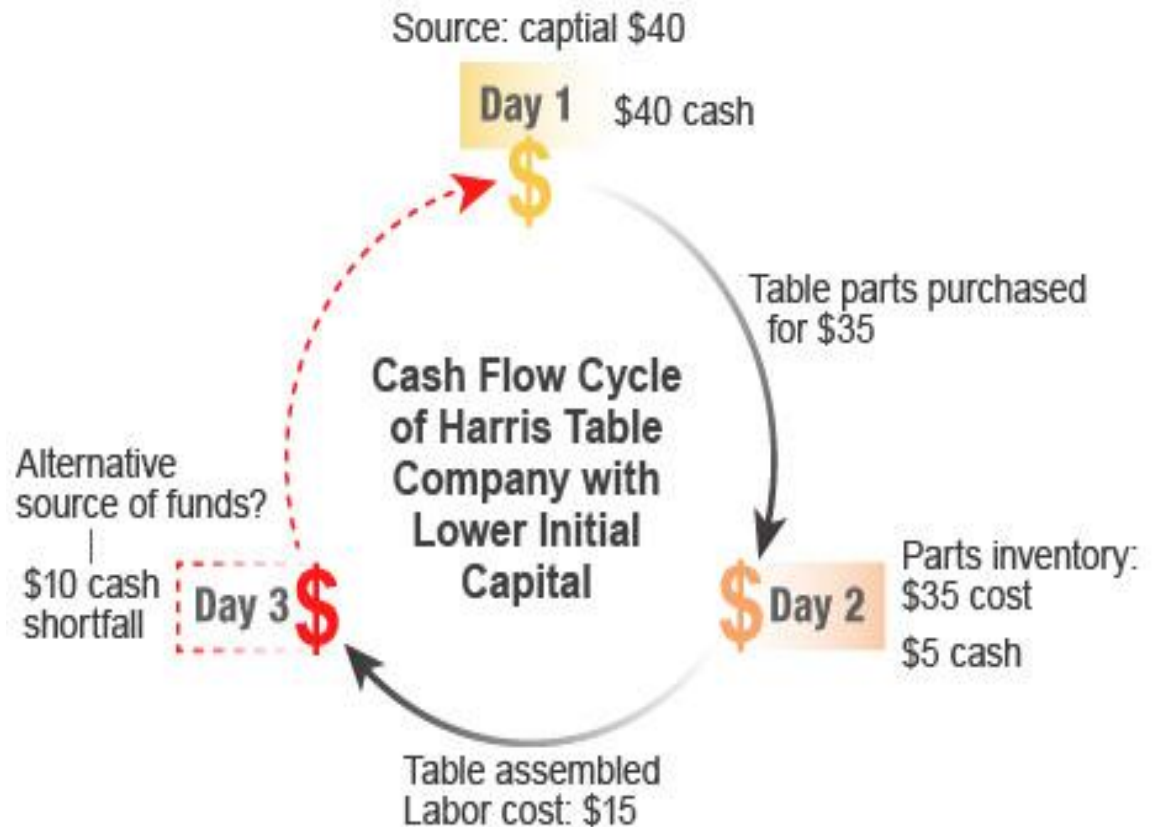 Source: captial $40
Day 1
$40 cash
$
Table parts purchased
for $35
Cash Flow Cycle
of Harris Table
Company with
Lower Initial
Capital
Alternative
source of funds?
$10 cash
shortfall
Day 3
$
$
Day 2
Parts inventory:
$35 cost
$5 cash
Table assembled
Labor cost: $15